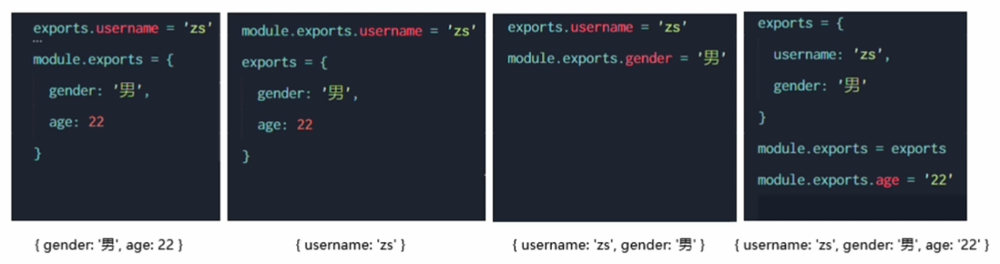 exports.username = 'zs'
...
module.exports = {
gender: '男',
age: 22
}
{ gender: '男', age: 22 }
module.exports.username = 'zs'
exports = {
gender: '男',
age: 22
}
{ username: 'zs' }
exports.username = 'zs'
module.exports.gender = '男'
{ username: 'zs', gender: '男' }
exports = {
username: 'zs',
gender: '男'
}
module.exports = exports
module.exports.age = '22'
{ username: 'zs', gender: '男', age: '22' }